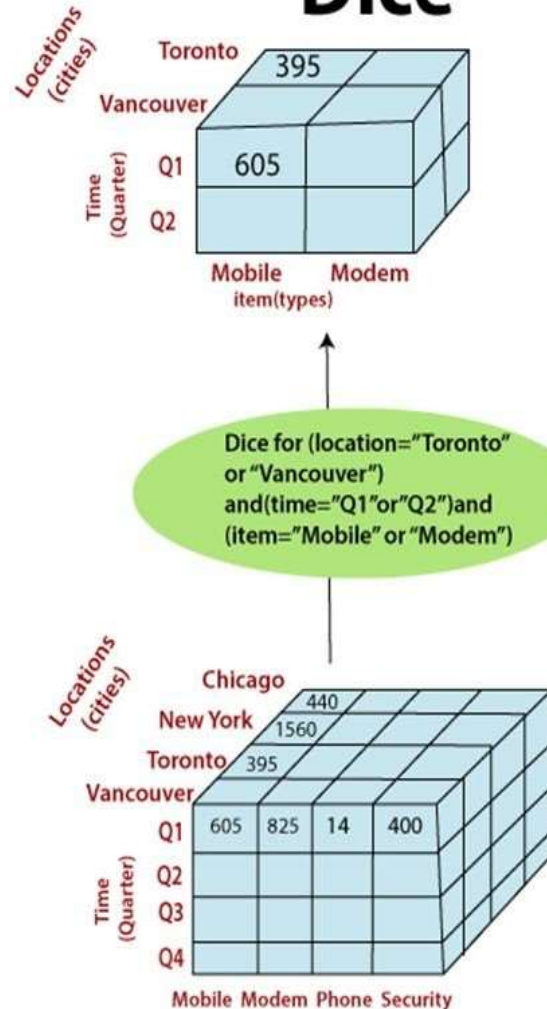 Dice
Locations
(cities)
Toronto
395
Vancouver
Time
(Quarter)
Q1
605
Q2
Mobile Modem
item(types)
Dice for (location="Toronto"
or "Vancouver")
and(time="Q1"or"Q2")and
(item="Mobile" or "Modem")
Locations
(cities)
Chicago
440
New York
1560
Toronto
395
Vancouver
Time
(Quarter)
Q1 605 825 14 400
Q2
Q3
Q4
Mobile Modem Phone Security